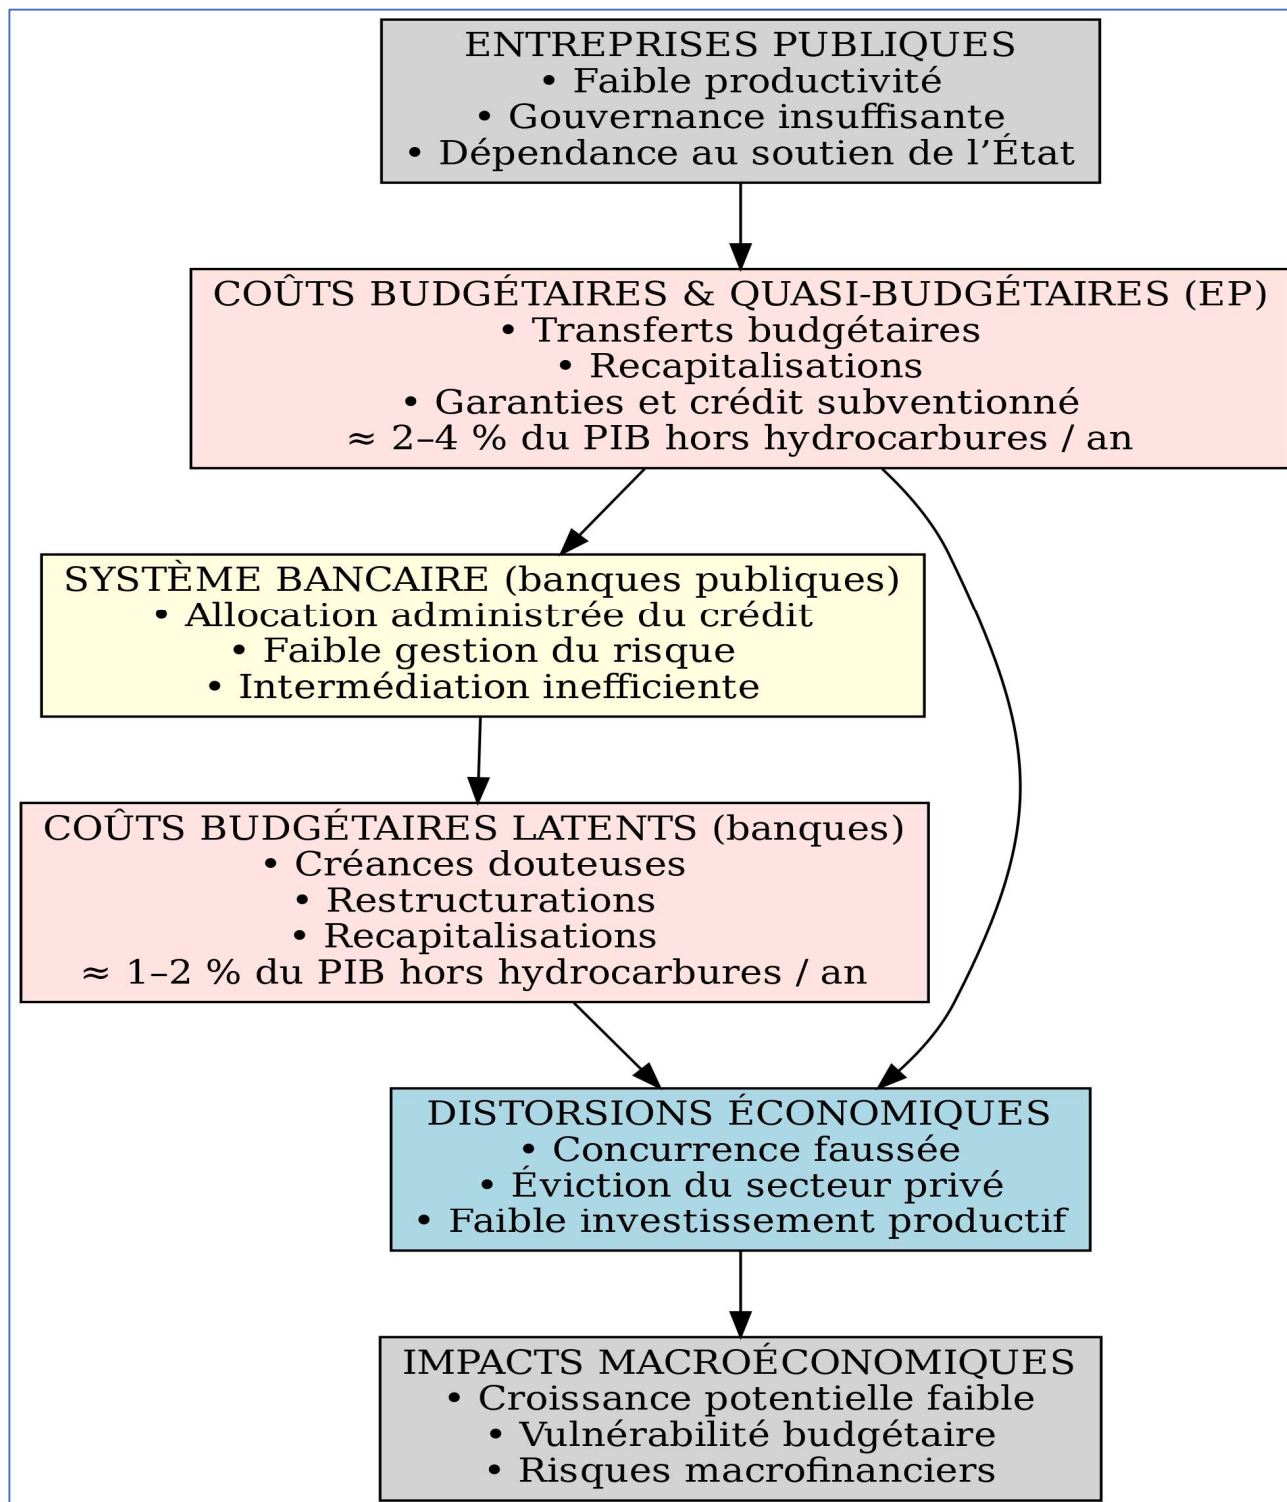 ENTREPRISES PUBLIQUES
• Faible productivité
• Gouvernance insuffisante
• Dépendance au soutien de l’État
COÛTS BUDGÉTAIRES & QUASI-BUDGÉTAIRES (EP)
• Transferts budgétaires
• Recapitalisations
• Garanties et crédit subventionné
≈ 2–4 % du PIB hors hydrocarbures / an
SYSTÈME BANCAIRE (banques publiques)
• Allocation administrée du crédit
• Faible gestion du risque
• Intermédiation inefficiente
COÛTS BUDGÉTAIRES LATENTS (banques)
• Créances douteuses
• Restructurations
• Recapitalisations
≈ 1–2 % du PIB hors hydrocarbures / an
DISTORSIONS ÉCONOMIQUES
• Concurrence faussée
• Éviction du secteur privé
• Faible investissement productif
IMPACTS MACROÉCONOMIQUES
• Croissance potentielle faible
• Vulnérabilité budgétaire
• Risques macrofinanciers